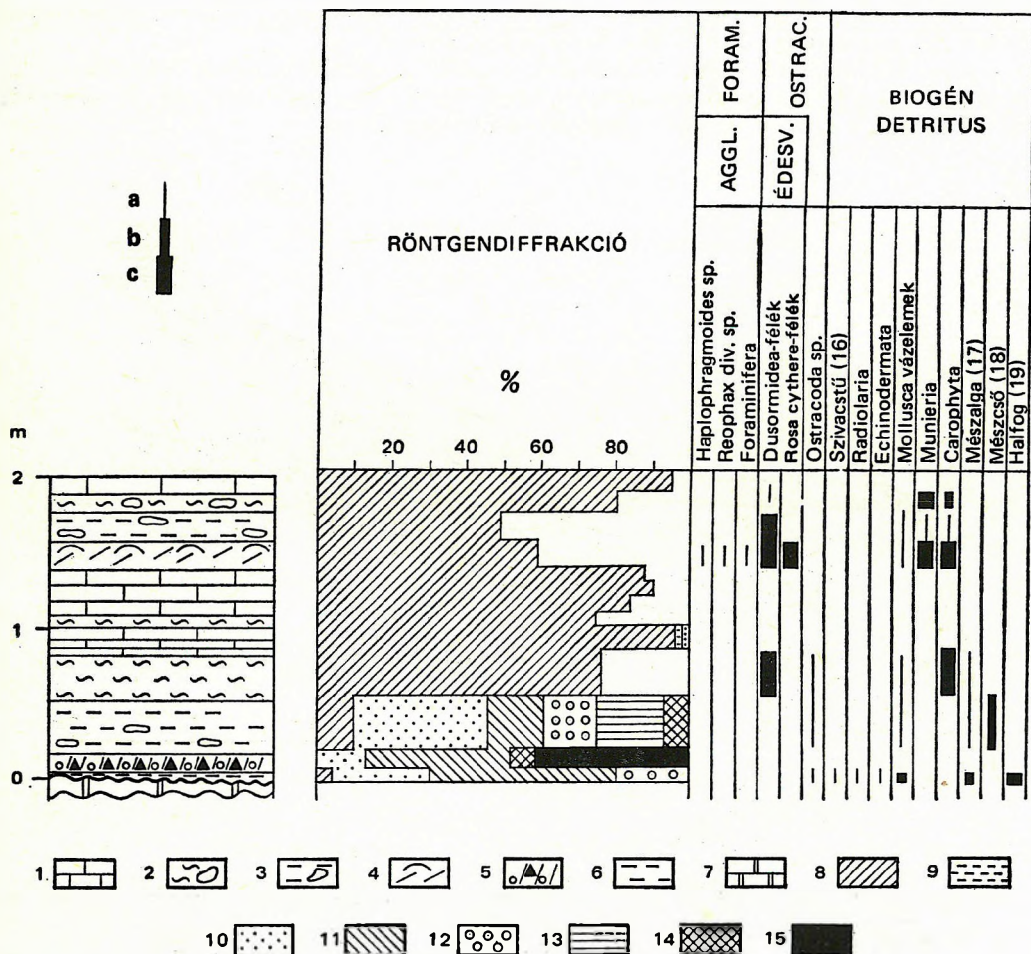 FORAM.
OSTRAC.
AGGL.
ÉDESV.
BIOGÉN
DETRITUS
a
b
c
RÖNTGENDIFFRAKCIÓ
%
20 40 60 80
Haplophragmoides sp.
Reophax div. sp.
Foraminifera
Dusormidea-félék
Rosa cythere-félék
Ostracoda sp.
Szivacstű (16)
Radiolaria
Echinodermata
Mollusca vázelemek
Munieria
Carophyta
Mészalga (17)
Mészcső (18)
Halfog (19)
m
2
1
0
1 2 3 4 5 6 7 8 9
10 11 12 13 14 15